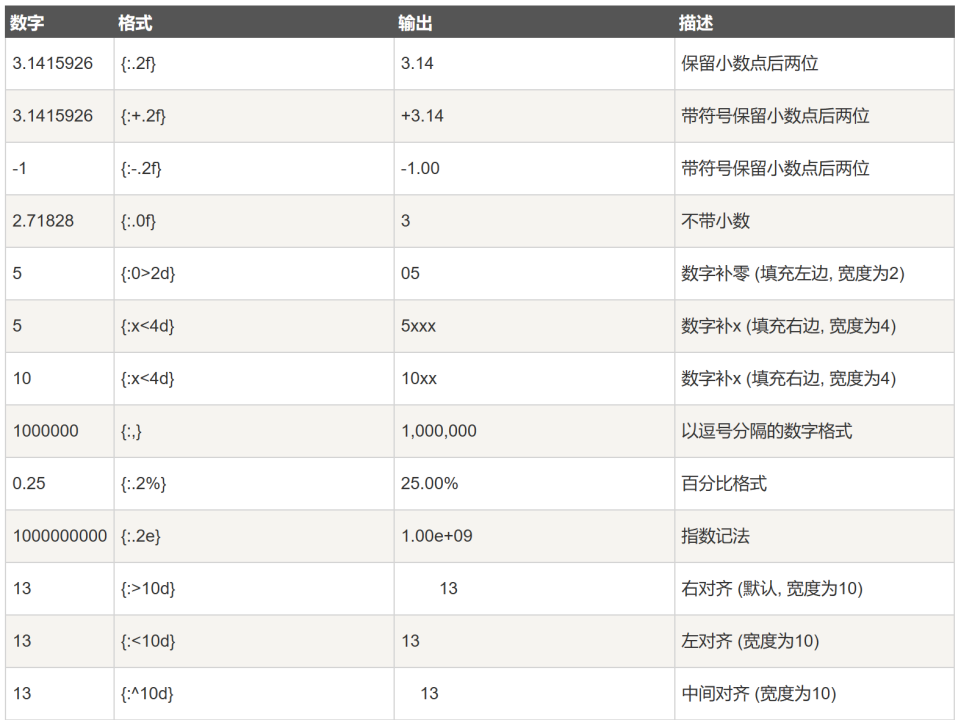 数字 格式 输出 描述
3.1415926 {:.2f} 3.14 保留小数点后两位
3.1415926 {:+.2f} +3.14 带符号保留小数点后两位
-1 {:-.2f} -1.00 带符号保留小数点后两位
2.71828 {:.0f} 3 不带小数
5 {:0>2d} 05 数字补零 (填充左边, 宽度为2)
5 {:x<4d} 5xxx 数字补x (填充右边, 宽度为4)
10 {:x<4d} 10xx 数字补x (填充右边, 宽度为4)
1000000 {:,} 1,000,000 以逗号分隔的数字格式
0.25 {:.2%} 25.00% 百分比格式
1000000000 {:.2e} 1.00e+09 指数记法
13 {:>10d} 13 右对齐 (默认, 宽度为10)
13 {:<10d} 13 左对齐 (宽度为10)
13 {:^10d} 13 中间对齐 (宽度为10)